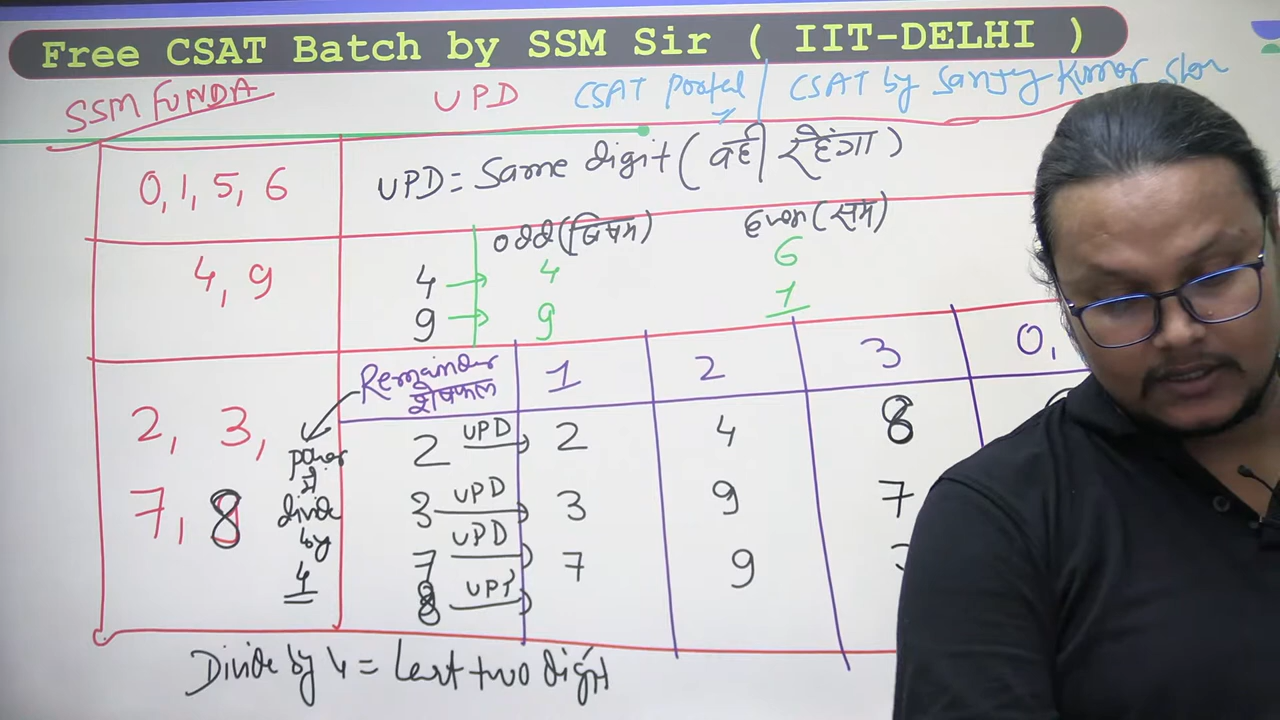 Free CSAT Batch by SSM Sir ( IIT-DELHI )
SSM FUNDA UPD CSAT Portal CSAT by Sanjay Kumar
0, 1, 5, 6 UPD = Same digit ( वही रहेंगा )
odd (विषम) Even (सम)
4, 9 4 → 4 6
9 → 9 1
Remainder शेषफल 1 2 3 0,
2, 3, 2 UPD 2 4 8
7, 8 3 UPD 3 9 7
7 UPD 7 9
8
power में divide by 4
Divide by 4 = Last two digit